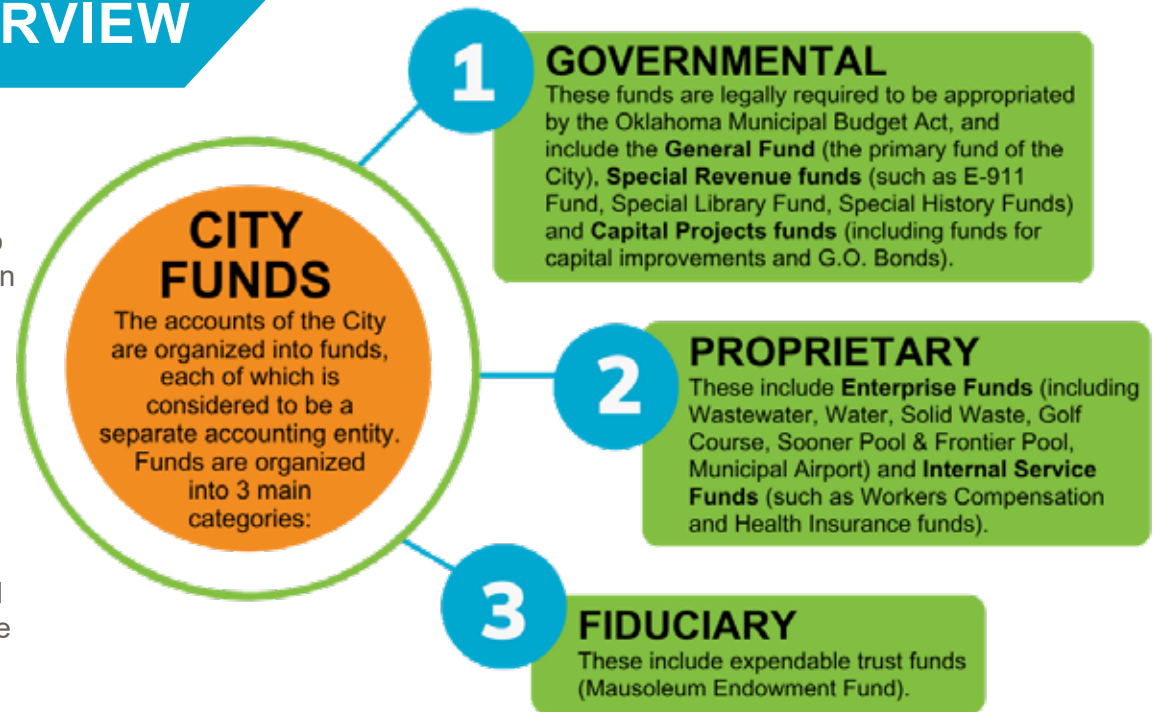 RVIEW
CITY
FUNDS
The accounts of the City
are organized into funds,
each of which is
considered to be a
separate accounting entity.
Funds are organized
into 3 main
categories:
1
GOVERNMENTAL
These funds are legally required to be appropriated
by the Oklahoma Municipal Budget Act, and
include the General Fund (the primary fund of the
City), Special Revenue funds (such as E-911
Fund, Special Library Fund, Special History Funds)
and Capital Projects funds (including funds for
capital improvements and G.O. Bonds).
2
PROPRIETARY
These include Enterprise Funds (including
Wastewater, Water, Solid Waste, Golf
Course, Sooner Pool & Frontier Pool,
Municipal Airport) and Internal Service
Funds (such as Workers Compensation
and Health Insurance funds).
3
FIDUCIARY
These include expendable trust funds
(Mausoleum Endowment Fund).